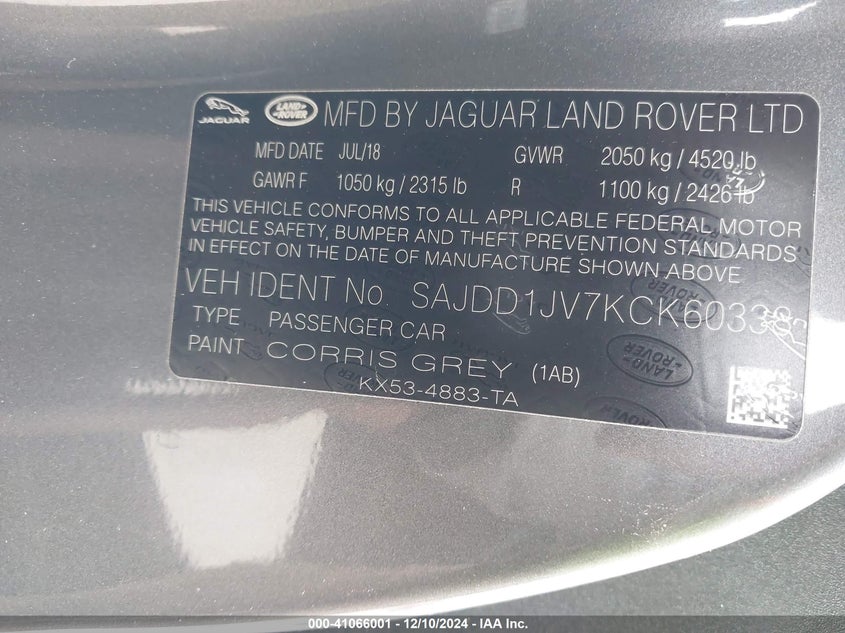 JAGUAR LAND ROVER MFD BY JAGUAR LAND ROVER LTD
MFD DATE JUL/18 GVWR 2050 kg / 4520 lb
GAWR F 1050 kg / 2315 lb R 1100 kg / 2426 lb
THIS VEHICLE CONFORMS TO ALL APPLICABLE FEDERAL MOTOR
VEHICLE SAFETY, BUMPER AND THEFT PREVENTION STANDARDS
IN EFFECT ON THE DATE OF MANUFACTURE SHOWN ABOVE
VEH IDENT No. SAJDD1JV7KCK6033
TYPE PASSENGER CAR
PAINT CORRIS GREY (1AB)
KX53-4883-TA
LAND ROVER
000-41066001 - 12/10/2024 - IAA Inc.